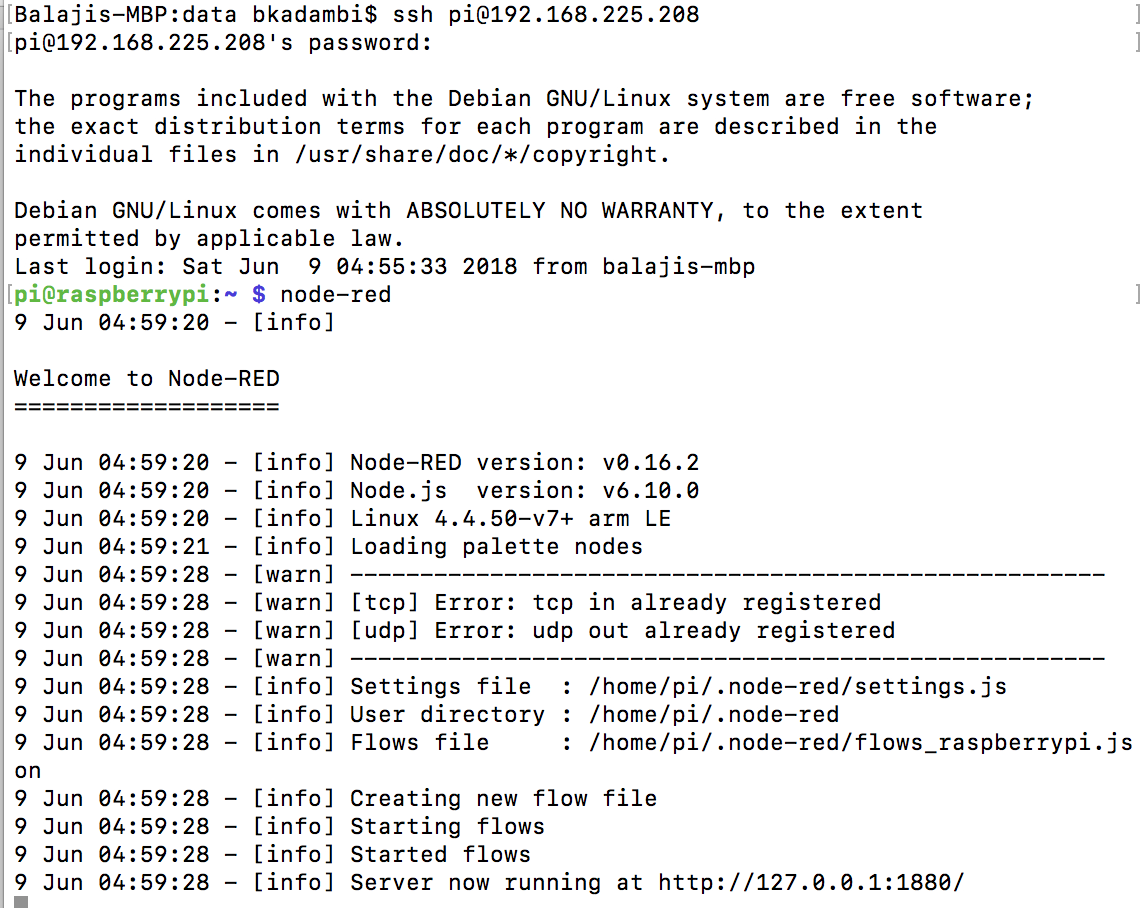 [Balajis-MBP:data bkadambi$ ssh pi@192.168.225.208 ]
[pi@192.168.225.208's password: ]
The programs included with the Debian GNU/Linux system are free software;
the exact distribution terms for each program are described in the
individual files in /usr/share/doc/*/copyright.
Debian GNU/Linux comes with ABSOLUTELY NO WARRANTY, to the extent
permitted by applicable law.
Last login: Sat Jun  9 04:55:33 2018 from balajis-mbp
[pi@raspberrypi:~ $ node-red ]
9 Jun 04:59:20 - [info]
Welcome to Node-RED
===================
9 Jun 04:59:20 - [info] Node-RED version: v0.16.2
9 Jun 04:59:20 - [info] Node.js  version: v6.10.0
9 Jun 04:59:20 - [info] Linux 4.4.50-v7+ arm LE
9 Jun 04:59:21 - [info] Loading palette nodes
9 Jun 04:59:28 - [warn] ------------------------------------------------------
9 Jun 04:59:28 - [warn] [tcp] Error: tcp in already registered
9 Jun 04:59:28 - [warn] [udp] Error: udp out already registered
9 Jun 04:59:28 - [warn] ------------------------------------------------------
9 Jun 04:59:28 - [info] Settings file  : /home/pi/.node-red/settings.js
9 Jun 04:59:28 - [info] User directory : /home/pi/.node-red
9 Jun 04:59:28 - [info] Flows file     : /home/pi/.node-red/flows_raspberrypi.js
on
9 Jun 04:59:28 - [info] Creating new flow file
9 Jun 04:59:28 - [info] Starting flows
9 Jun 04:59:28 - [info] Started flows
9 Jun 04:59:28 - [info] Server now running at http://127.0.0.1:1880/